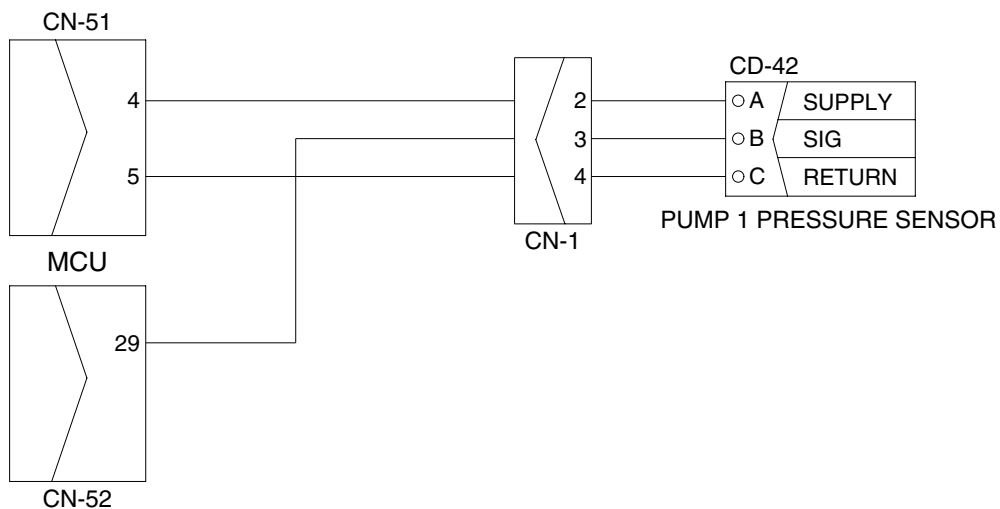 CN-51
4
5
MCU
29
CN-52
2
3
4
CN-1
CD-42
A SUPPLY
B SIG
C RETURN
PUMP 1 PRESSURE SENSOR